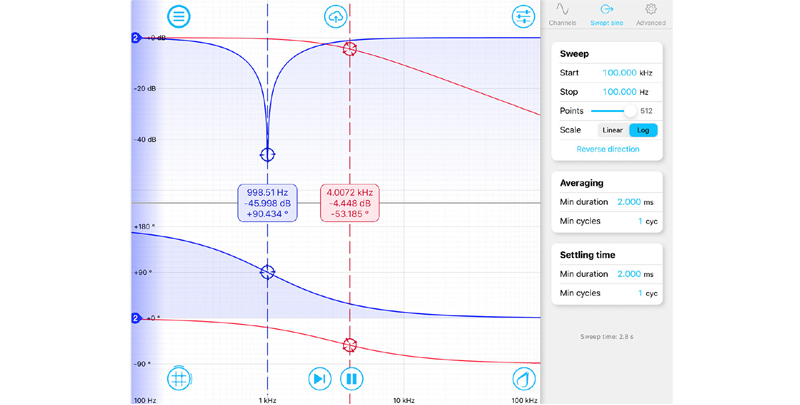 Channels
Swept sine
Advanced
2 +0 dB
-20 dB
-40 dB
998.51 Hz
-45.998 dB
+90.434 °
4.0072 kHz
-4.448 dB
-53.185 °
+180 °
+90 °
2 +0 °
-90 °
100 Hz
1 kHz
10 kHz
100 kHz
Sweep
Start 100.000 kHz
Stop 100.000 Hz
Points 512
Scale Linear Log
Reverse direction
Averaging
Min duration 2.000 ms
Min cycles 1 cyc
Settling time
Min duration 2.000 ms
Min cycles 1 cyc
Sweep time: 2.8 s